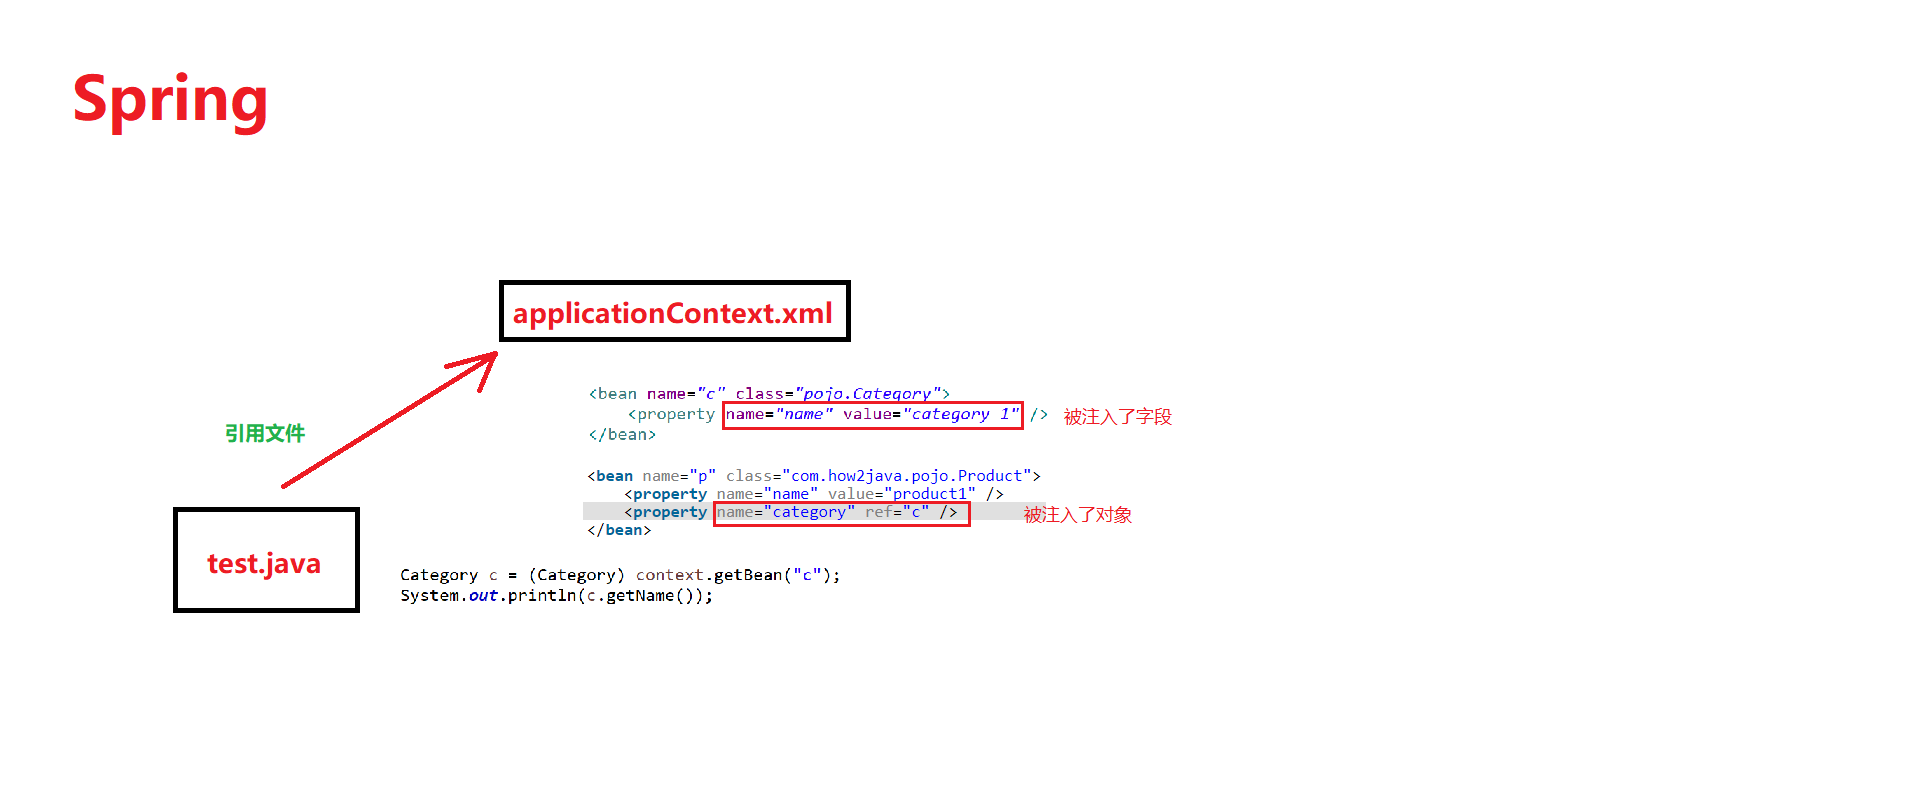 Spring
applicationContext.xml
<bean name="c" class="pojo.Category">
<property name="name" value="category 1" /> 被注入了字段
</bean>
引用文件
<bean name="p" class="com.how2java.pojo.Product">
<property name="name" value="product1" />
<property name="category" ref="c" /> 被注入了对象
</bean>
test.java
Category c = (Category) context.getBean("c");
System.out.println(c.getName());